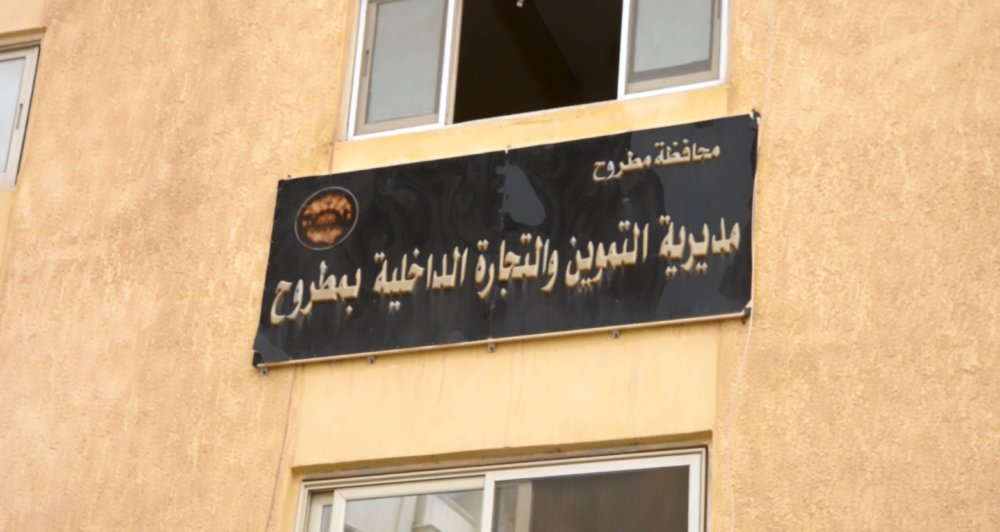 محافظة مطروح
مديرية التموين والتجارة الداخلية بمطروح